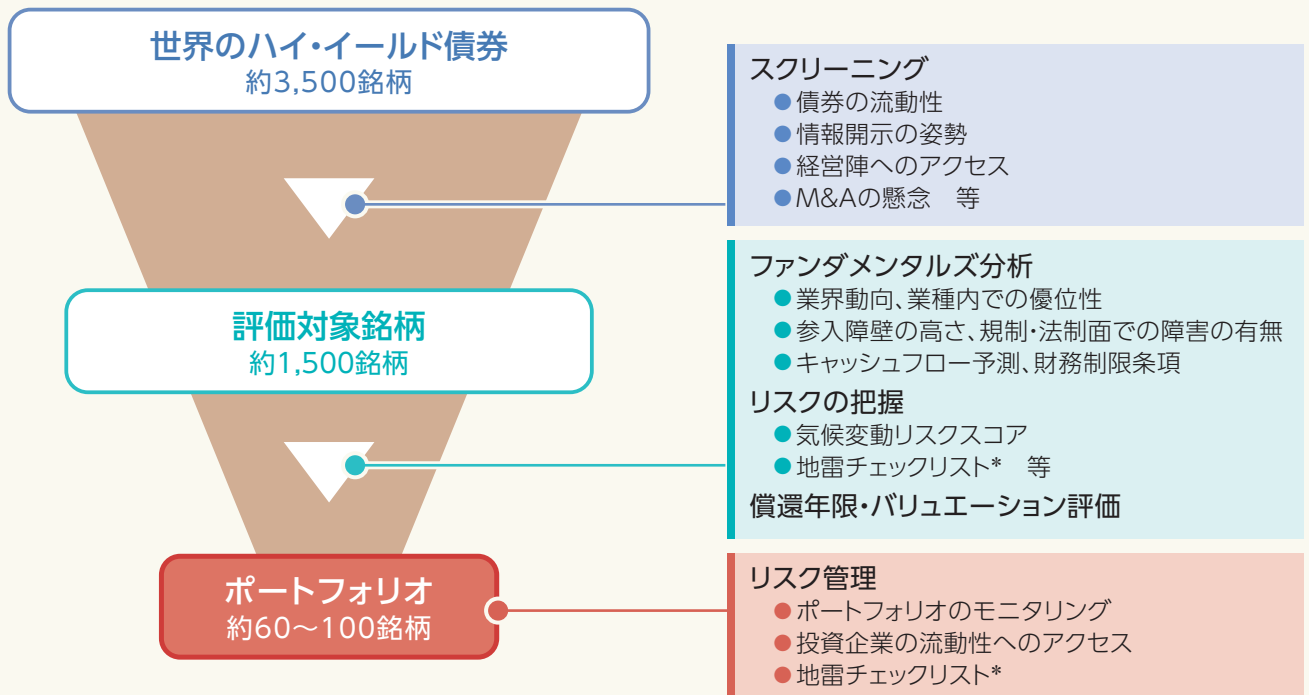 世界のハイ・イールド債券
約3,500銘柄
スクリーニング
●債券の流動性
●情報開示の姿勢
●経営陣へのアクセス
●M&Aの懸念　等
評価対象銘柄
約1,500銘柄
ファンダメンタルズ分析
●業界動向、業種内での優位性
●参入障壁の高さ、規制・法制面での障害の有無
●キャッシュフロー予測、財務制限条項
リスクの把握
●気候変動リスクスコア
●地雷チェックリスト*　等
償還年限・バリュエーション評価
ポートフォリオ
約60～100銘柄
リスク管理
●ポートフォリオのモニタリング
●投資企業の流動性へのアクセス
●地雷チェックリスト*